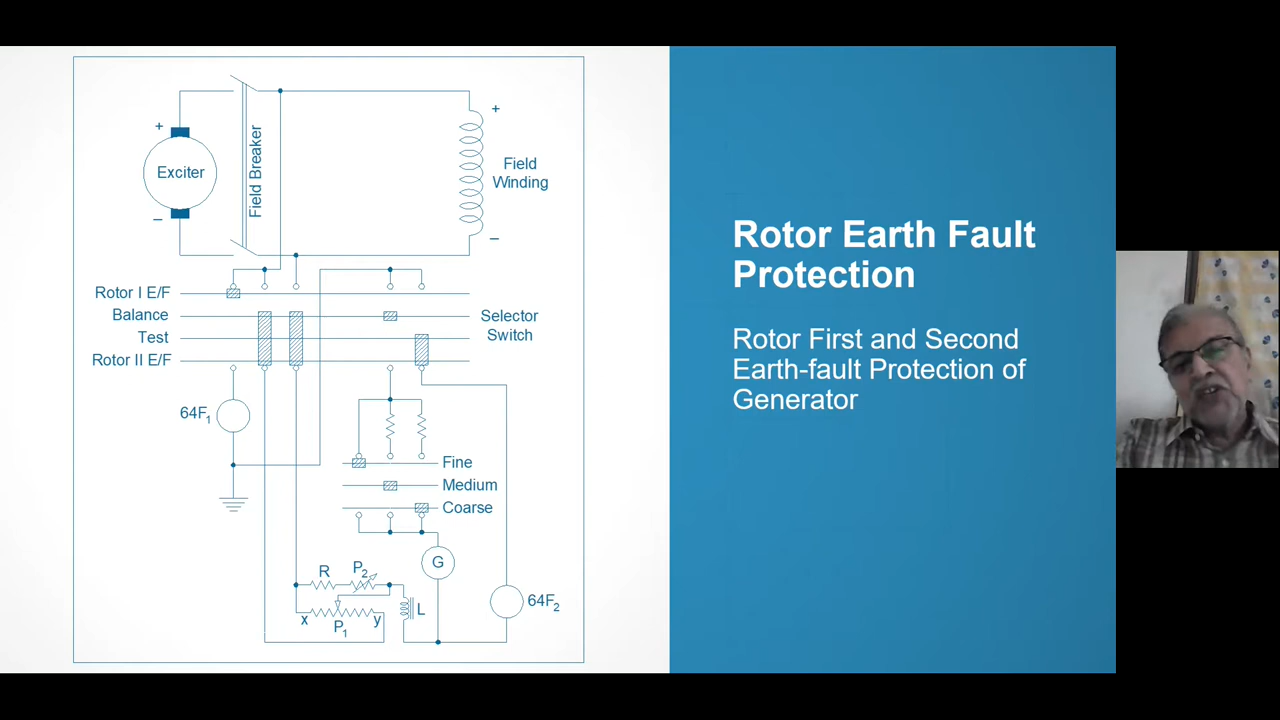 +
Exciter
–
Field Breaker
+
Field
Winding
–
Rotor I E/F
Balance
Test
Rotor II E/F
Selector
Switch
64F1
Fine
Medium
Coarse
G
R
P2
x
P1
y
L
64F2
Rotor Earth Fault
Protection
Rotor First and Second
Earth-fault Protection of
Generator